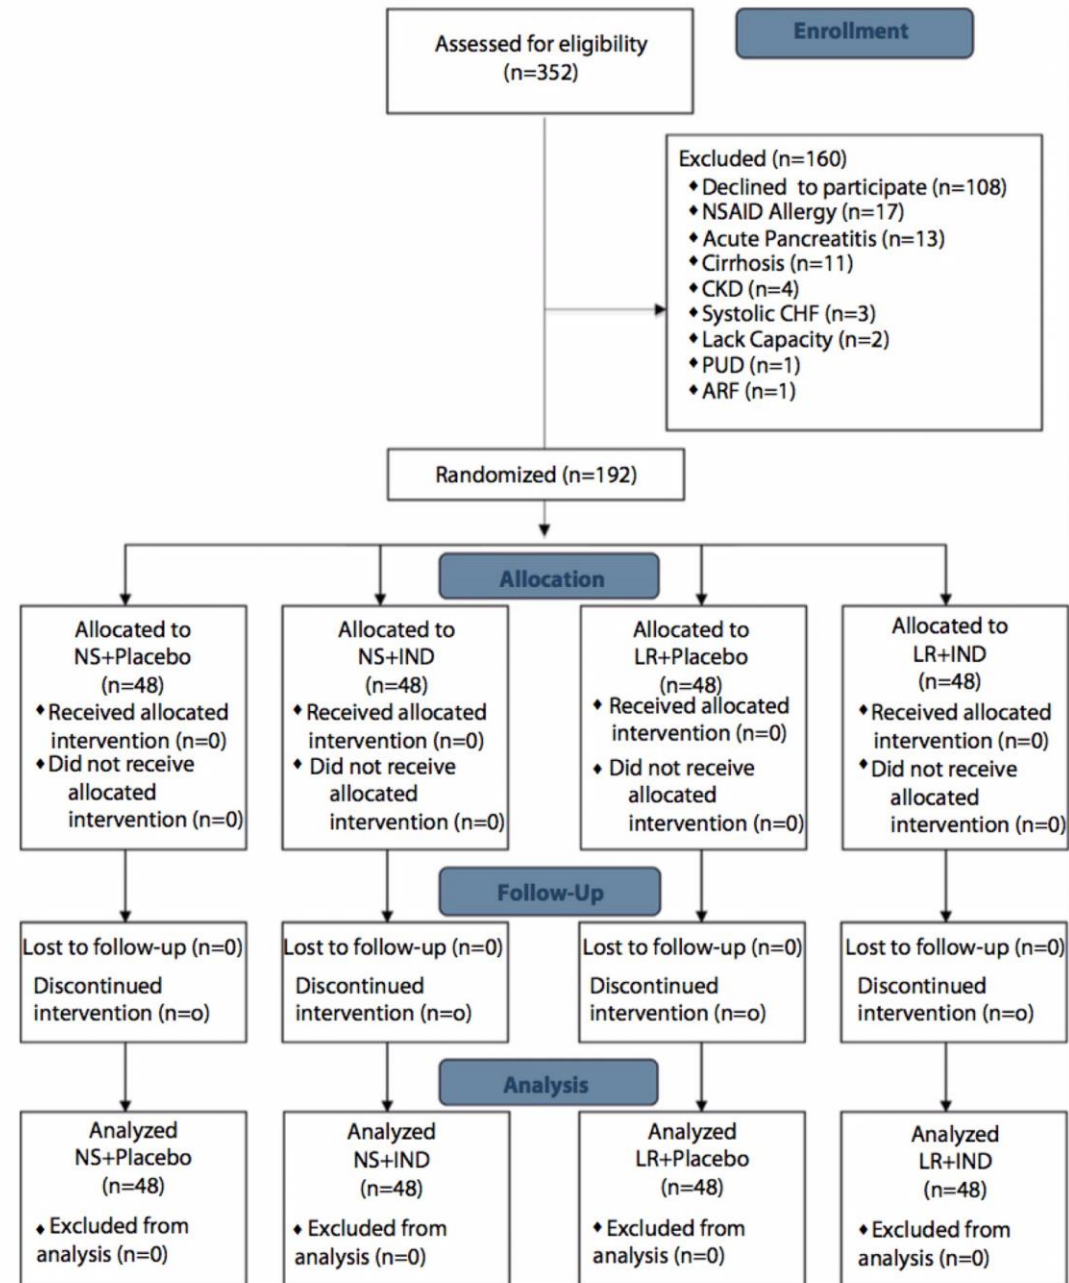 Assessed for eligibility
(n=352)
Enrollment
Excluded (n=160)
♦ Declined to participate (n=108)
♦ NSAID Allergy (n=17)
♦ Acute Pancreatitis (n=13)
♦ Cirrhosis (n=11)
♦ CKD (n=4)
♦ Systolic CHF (n=3)
♦ Lack Capacity (n=2)
♦ PUD (n=1)
♦ ARF (n=1)
Randomized (n=192)
Allocation
Allocated to
NS+Placebo
(n=48)
♦ Received allocated
intervention (n=0)
♦ Did not receive
allocated
intervention (n=0)
Allocated to
NS+IND
(n=48)
♦ Received allocated
intervention (n=0)
♦ Did not receive
allocated
intervention (n=0)
Allocated to
LR+Placebo
(n=48)
♦ Received allocated
intervention (n=0)
♦ Did not receive
allocated
intervention (n=0)
Allocated to
LR+IND
(n=48)
♦ Received allocated
intervention (n=0)
♦ Did not receive
allocated
intervention (n=0)
Follow-Up
Lost to follow-up (n=0)
Discontinued
intervention (n=o)
Lost to follow-up (n=0)
Discontinued
intervention (n=o)
Lost to follow-up (n=0)
Discontinued
intervention (n=o)
Lost to follow-up (n=0)
Discontinued
intervention (n=o)
Analysis
Analyzed
NS+Placebo
(n=48)
♦ Excluded from
analysis (n=0)
Analyzed
NS+IND
(n=48)
♦ Excluded from
analysis (n=0)
Analyzed
LR+Placebo
(n=48)
♦ Excluded from
analysis (n=0)
Analyzed
LR+IND
(n=48)
♦ Excluded from
analysis (n=0)